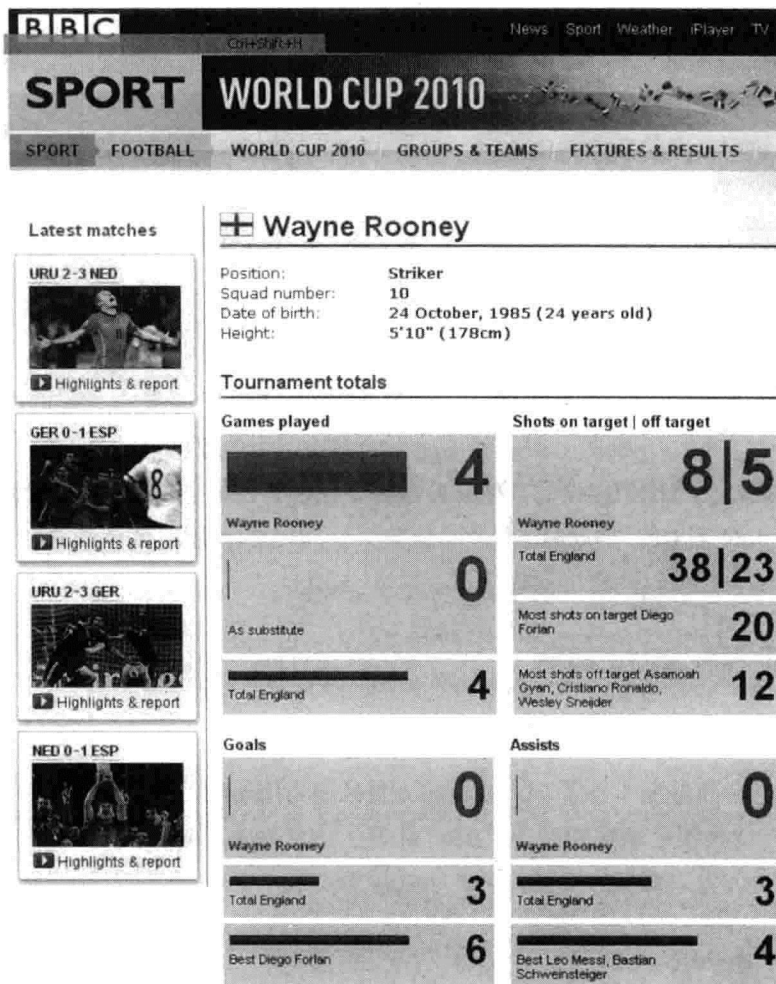 BBC
Ctrl+Shift+H
News Sport Weather iPlayer TV
SPORT WORLD CUP 2010
SPORT FOOTBALL WORLD CUP 2010 GROUPS & TEAMS FIXTURES & RESULTS
Latest matches
URU 2-3 NED
Highlights & report
GER 0-1 ESP
8
Highlights & report
URU 2-3 GER
Highlights & report
NED 0-1 ESP
Highlights & report
Wayne Rooney
Position: Striker
Squad number: 10
Date of birth: 24 October, 1985 (24 years old)
Height: 5'10" (178cm)
Tournament totals
Games played
4
Wayne Rooney
0
As substitute
Total England 4
Shots on target | off target
8|5
Wayne Rooney
Total England 38|23
Most shots on target Diego
Forlan 20
Most shots off target Asamoah
Gyan, Cristiano Ronaldo, 12
Wesley Sneijder
Goals
0
Wayne Rooney
Total England 3
Best Diego Forlan 6
Assists
0
Wayne Rooney
Total England 3
Best Leo Messi, Bastian 4
Schweinsteiger